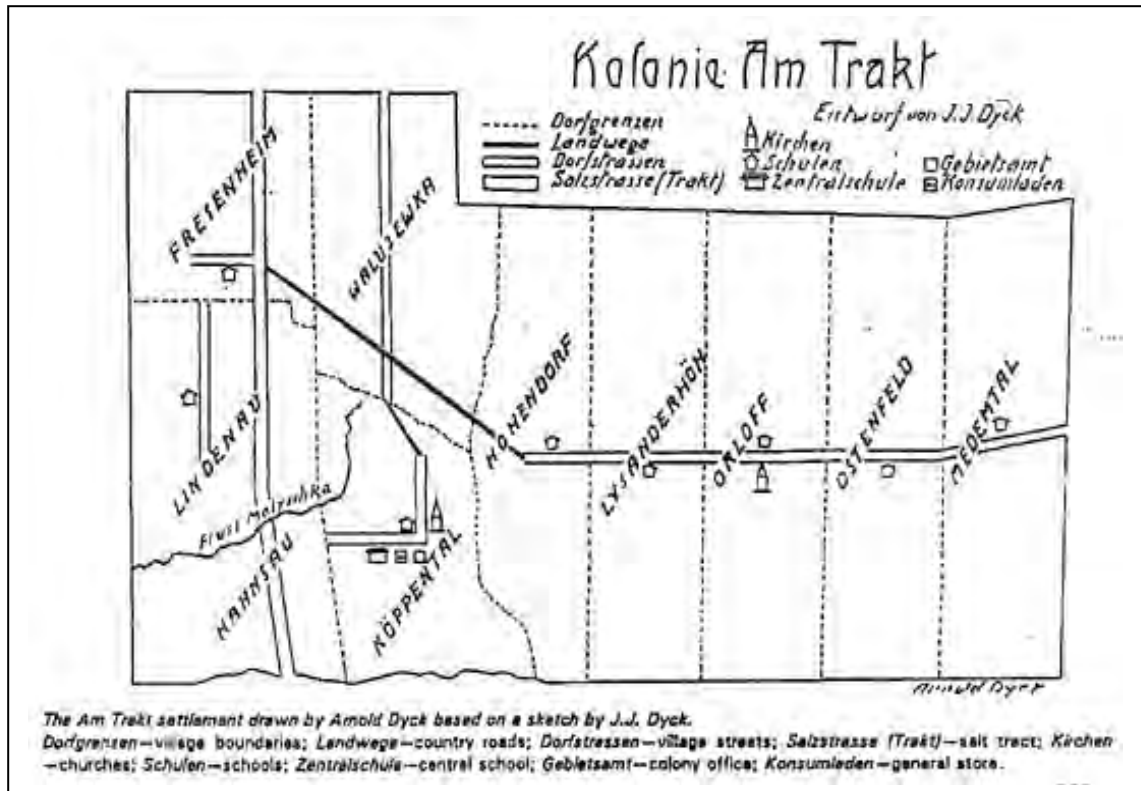 Kolonie Am Trakt
Entwurf von J.J. Dyck
Dorfgrenzen
Landwege
Dorfstrassen
Salzstrasse (Trakt)
Kirchen
Schulen
Zentralschule
Gebietsamt
Konsumladen
FRESENHEIM
WALUJEWKA
HOHENDORF
LYSANDERHÖH
ORLOFF
OSTENFELD
MEDEMTAL
LINDENAU
Fluss Malyschka
HAHNSAU
KÖPPENTAL
Arnold Dyck
The Am Trakt settlement drawn by Arnold Dyck based on a sketch by J.J. Dyck.
Dorfgrenzen—village boundaries; Landwege—country roads; Dorfstrassen—village streets; Salzstrasse (Trakt)—salt tract; Kirchen
—churches; Schulen—schools; Zentralschule—central school; Gebietsamt—colony office; Konsumladen—general store.